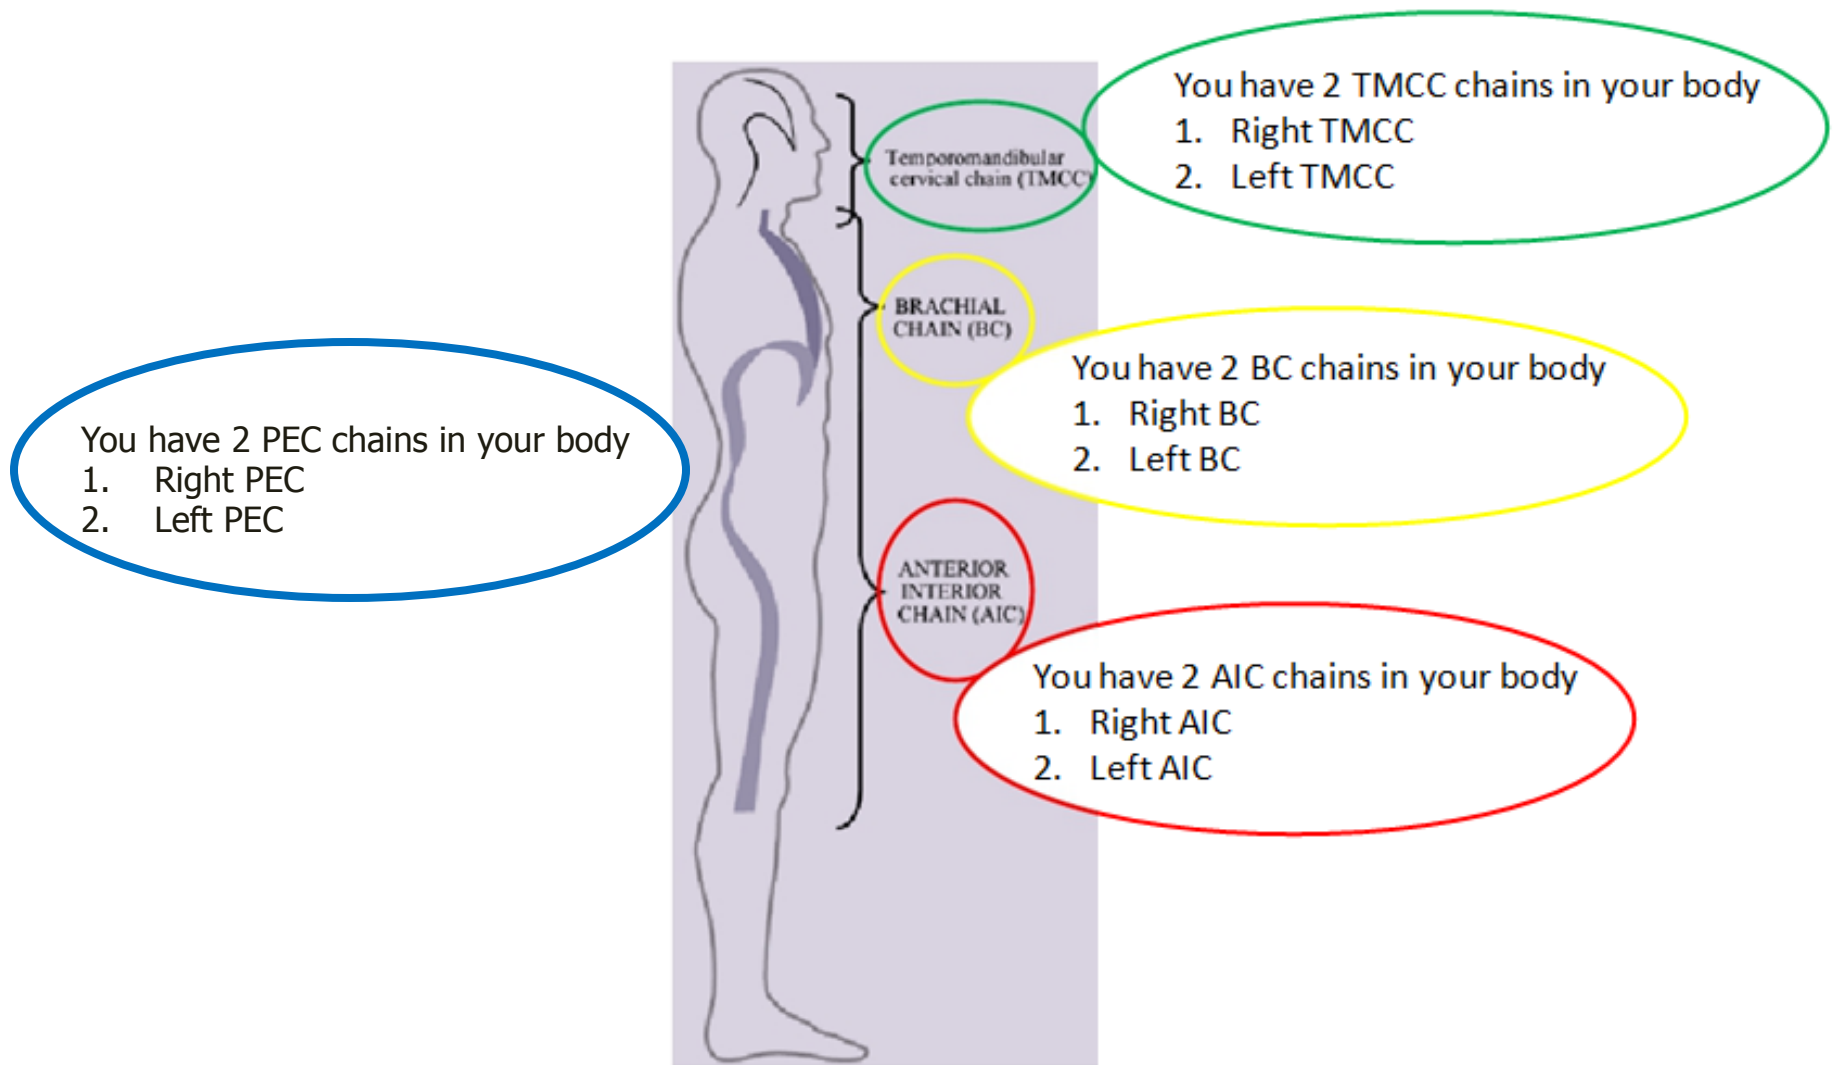 You have 2 TMCC chains in your body
1. Right TMCC
2. Left TMCC
Temporomandibular
cervical chain (TMCC)
BRACHIAL
CHAIN (BC)
You have 2 BC chains in your body
1. Right BC
2. Left BC
You have 2 PEC chains in your body
1. Right PEC
2. Left PEC
ANTERIOR
INTERIOR
CHAIN (AIC)
You have 2 AIC chains in your body
1. Right AIC
2. Left AIC